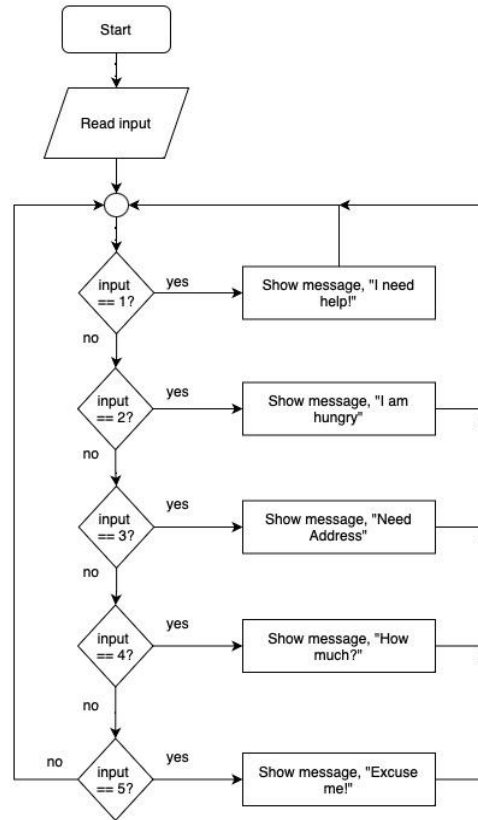 Start
Read input
input
== 1?
yes
Show message, "I need
help!"
no
input
== 2?
yes
Show message, "I am
hungry"
no
input
== 3?
yes
Show message, "Need
Address"
no
input
== 4?
yes
Show message, "How
much?"
no
no
input
== 5?
yes
Show message, "Excuse
me!"